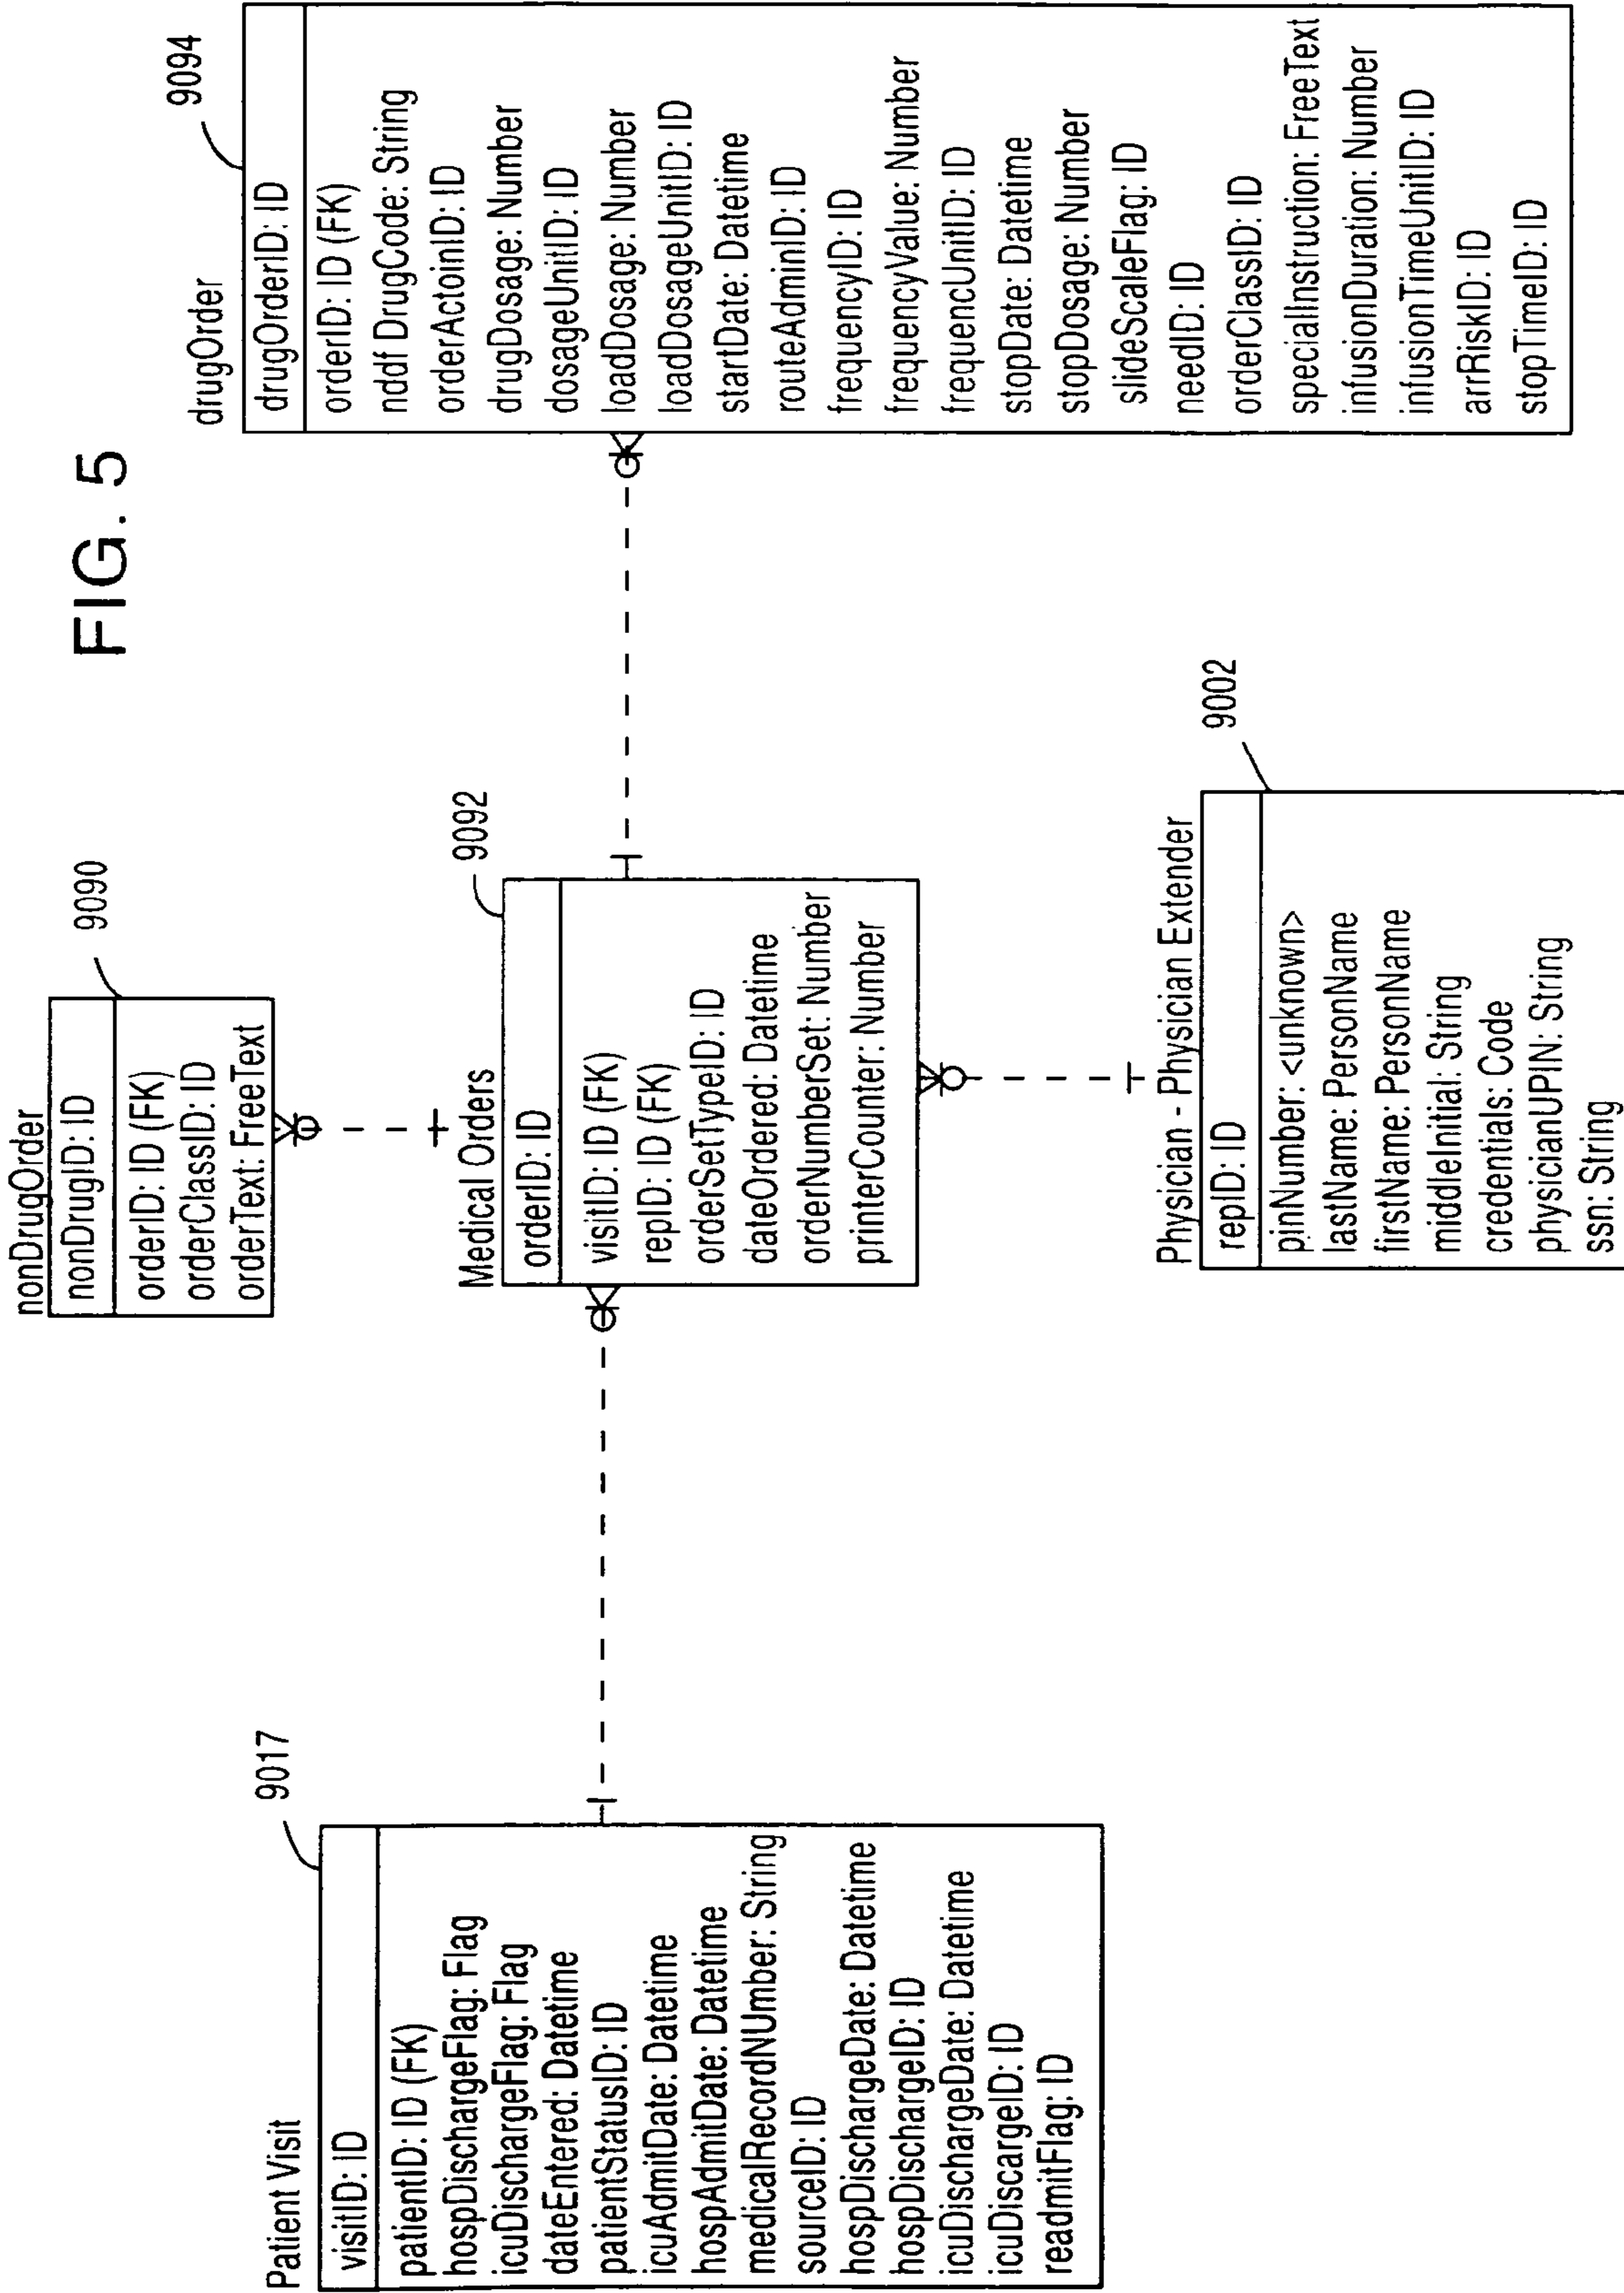 FIG. 5
Patient Visit
9017
visitID: ID
patientID: ID (FK)
hospDischargeFlag: Flag
icuDischargeFlag: Flag
dateEntered: Datetime
patientStatusID: ID
icuAdmitDate: Datetime
hospAdmitDate: Datetime
medicalRecordNUmber: String
sourceID: ID
hospDischargeDate: Datetime
hospDischargeID: ID
icuDischargeDate: Datetime
icuDiscargeID: ID
readmitFlag: ID
nonDrugOrder
9090
nonDrugID: ID
orderID: ID (FK)
orderClassID: ID
orderText: FreeText
Medical Orders
9092
orderID: ID
visitID: ID (FK)
repID: ID (FK)
orderSetTypeID: ID
dateOrdered: Datetime
orderNumberSet: Number
printerCounter: Number
Physician - Physician Extender
9002
repID: ID
pinNumber: <unknown>
lastName: PersonName
firstName: PersonName
middleInitial: String
credentials: Code
physicianUPIN: String
ssn: String
drugOrder
9094
drugOrderID: ID
orderID: ID (FK)
nddf DrugCode: String
orderActoinID: ID
drugDosage: Number
dosageUnitID: ID
loadDosage: Number
loadDosageUnitID: ID
startDate: Datetime
routeAdminID: ID
frequencyID: ID
frequencyValue: Number
frequencUnitID: ID
stopDate: Datetime
stopDosage: Number
slideScaleFlag: ID
needID: ID
orderClassID: ID
specialInstruction: FreeText
infusionDuration: Number
infusionTimeUnitID: ID
arrRiskID: ID
stopTimeID: ID